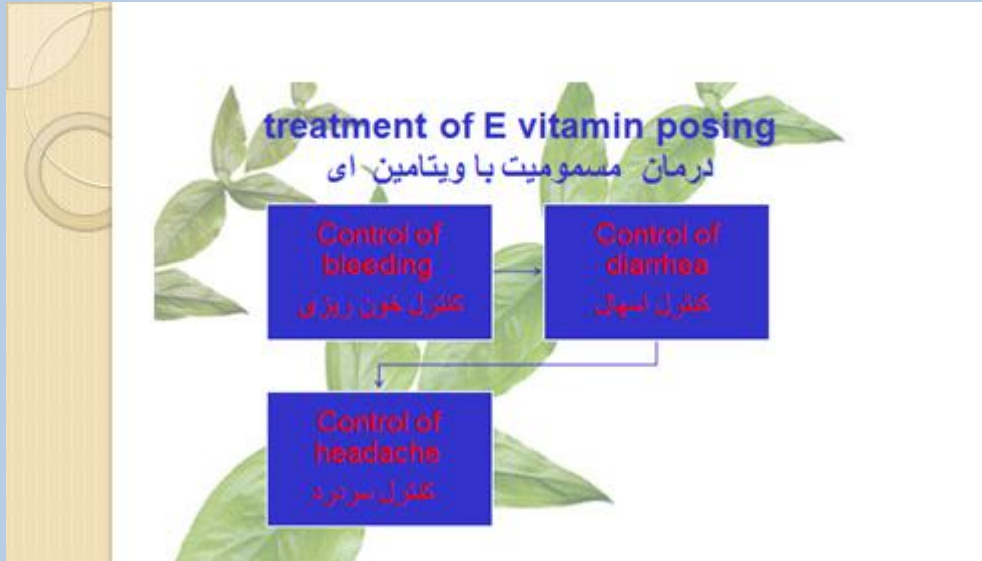 treatment of E vitamin posing
درمان مسمومیت با ویتامین ای
Control of
bleeding
کنترل خون ریزی
Control of
diarrhea
کنترل اسهال
Control of
headache
کنترل سردرد